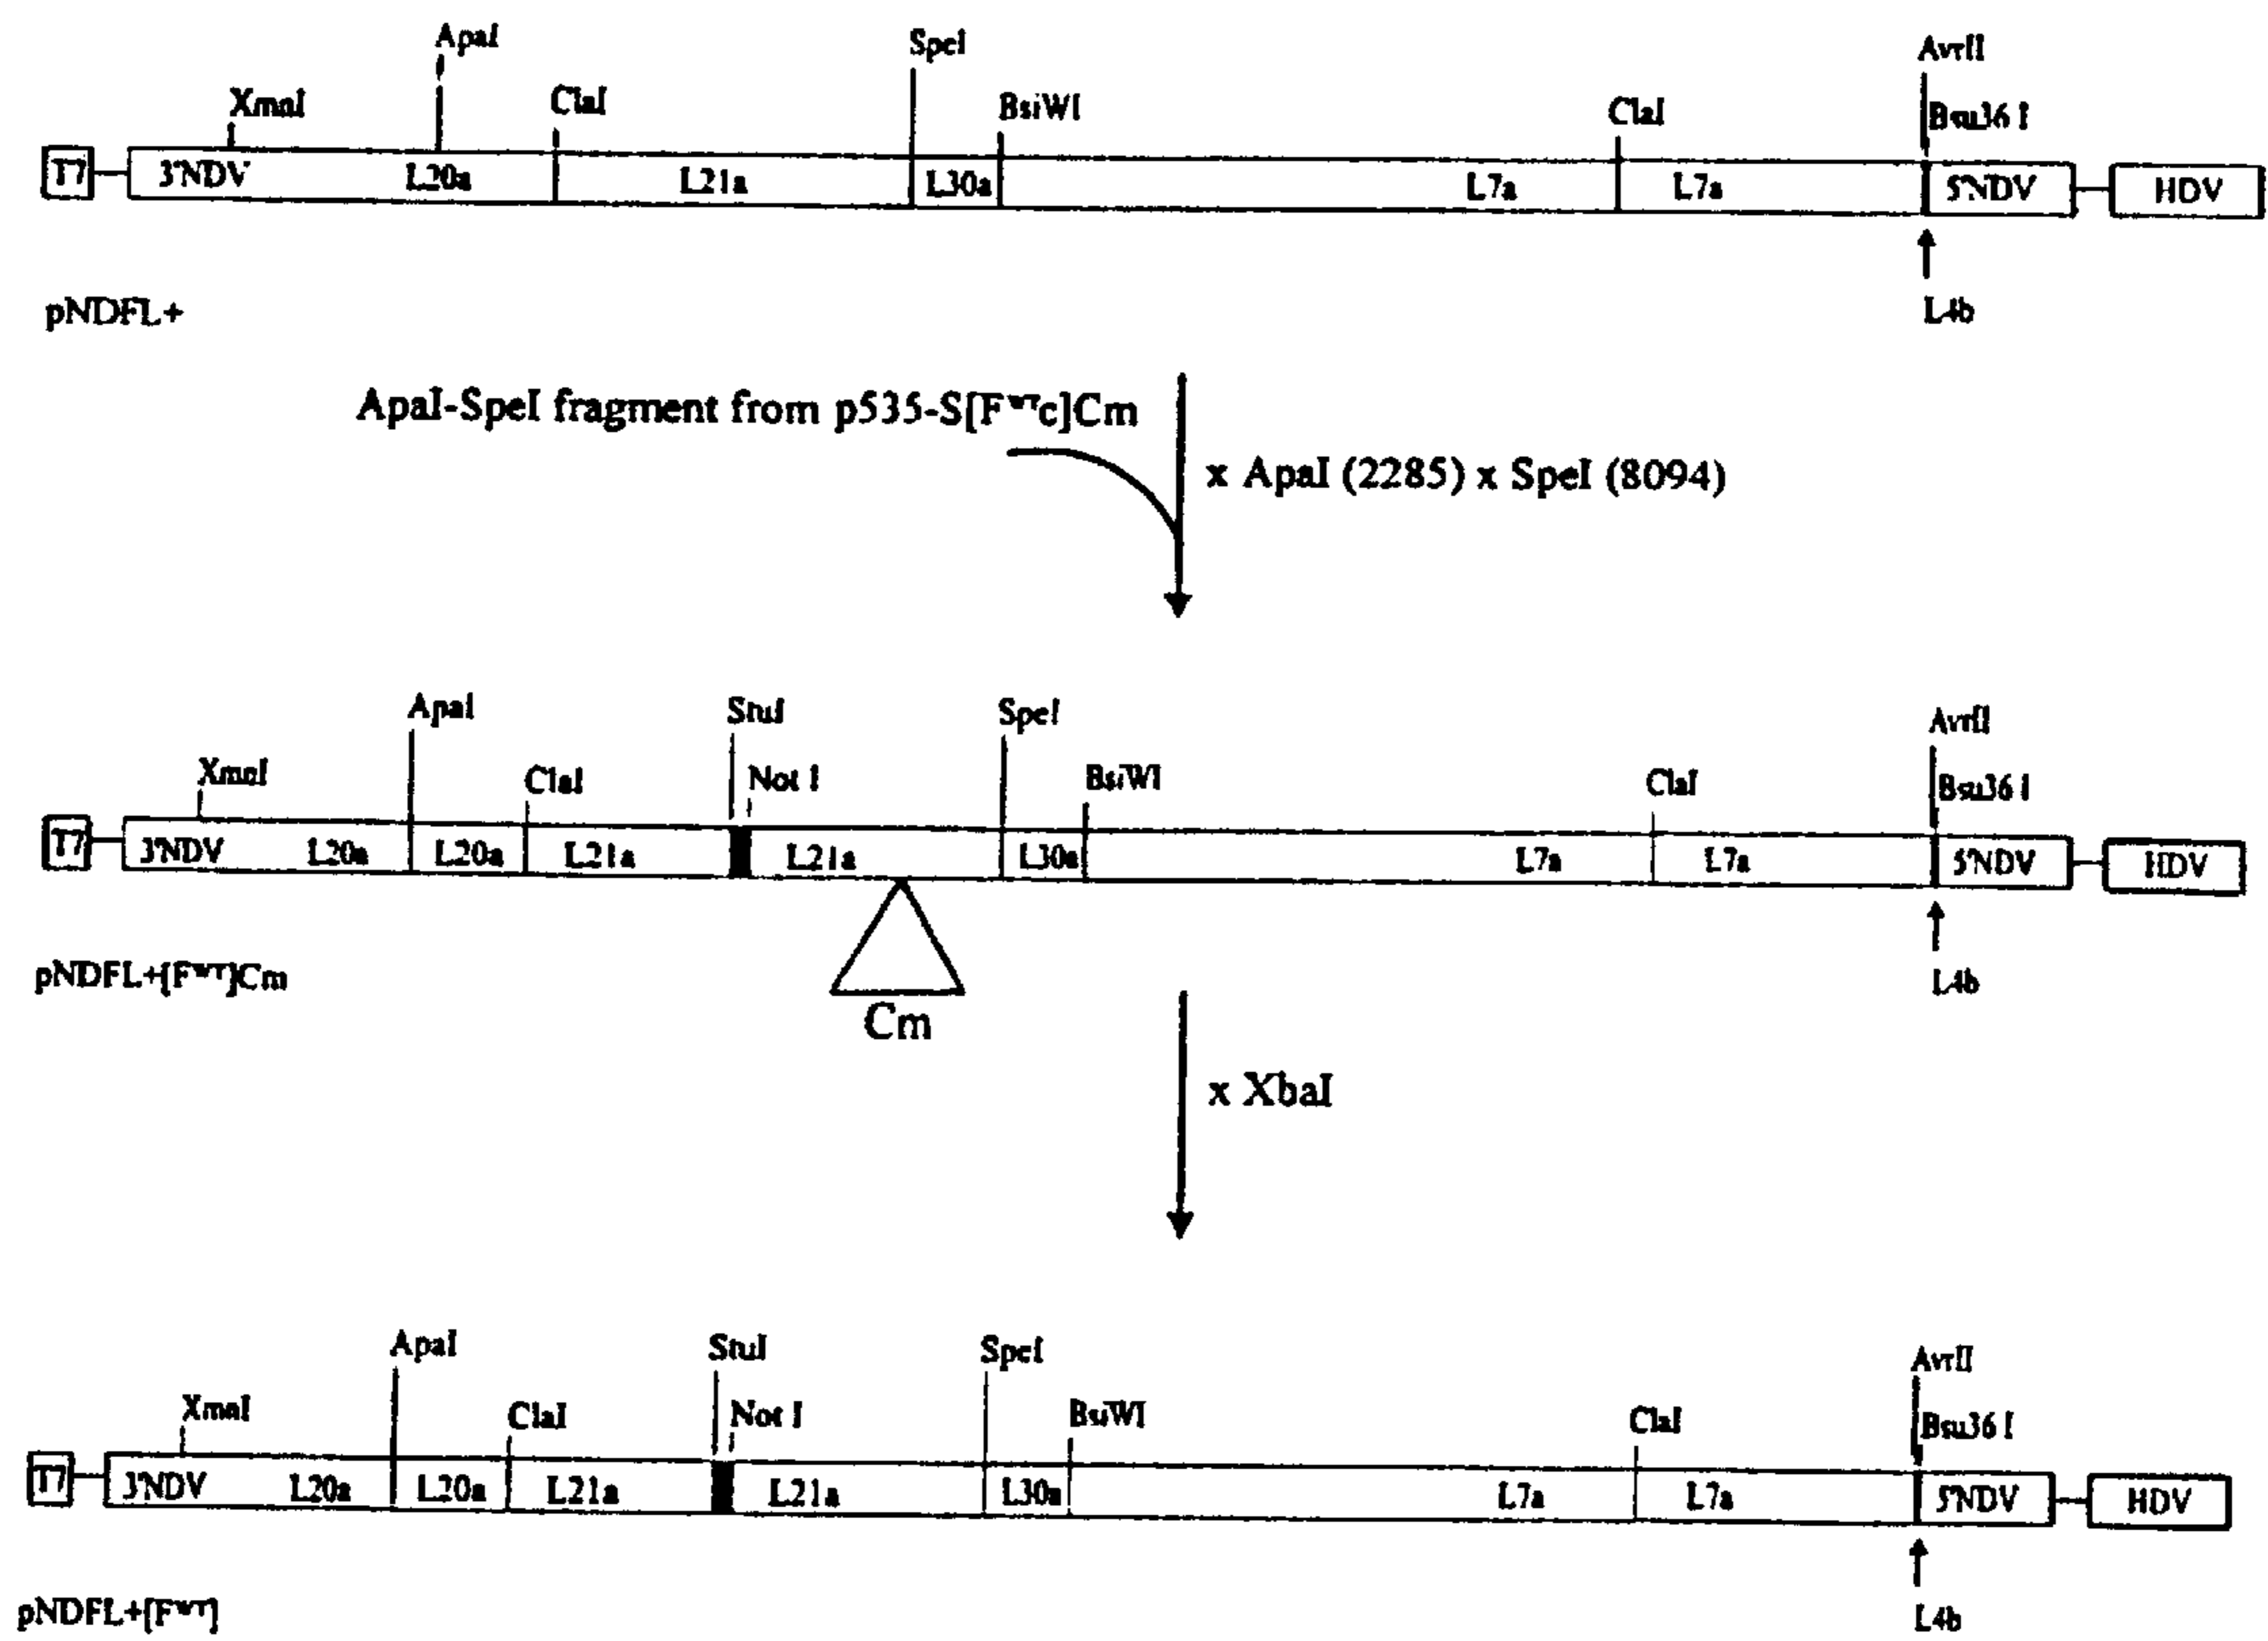 ApaI
SpeI
AvrII
XmnI
ClaI
BsiWI
ClaI
Bsu36 I
T7
3'NDV
L20a
L21a
L30a
L7a
L7a
5'NDV
HDV
pNDFL+
L4b
ApaI-SpeI fragment from p535-S[FWTc]Cm
x ApaI (2285) x SpeI (8094)
ApaI
StuI
SpeI
AvrII
XmnI
ClaI
Not I
BsiWI
ClaI
Bsu36 I
T7
3'NDV
L20a
L20a
L21a
L21a
L30a
L7a
L7a
5'NDV
HDV
pNDFL+[FWT]Cm
Cm
L4b
x XbaI
ApaI
StuI
SpeI
AvrII
XmnI
ClaI
Not I
BsiWI
ClaI
Bsu36 I
T7
3'NDV
L20a
L20a
L21a
L21a
L30a
L7a
L7a
5'NDV
HDV
pNDFL+[FWT]
L4b